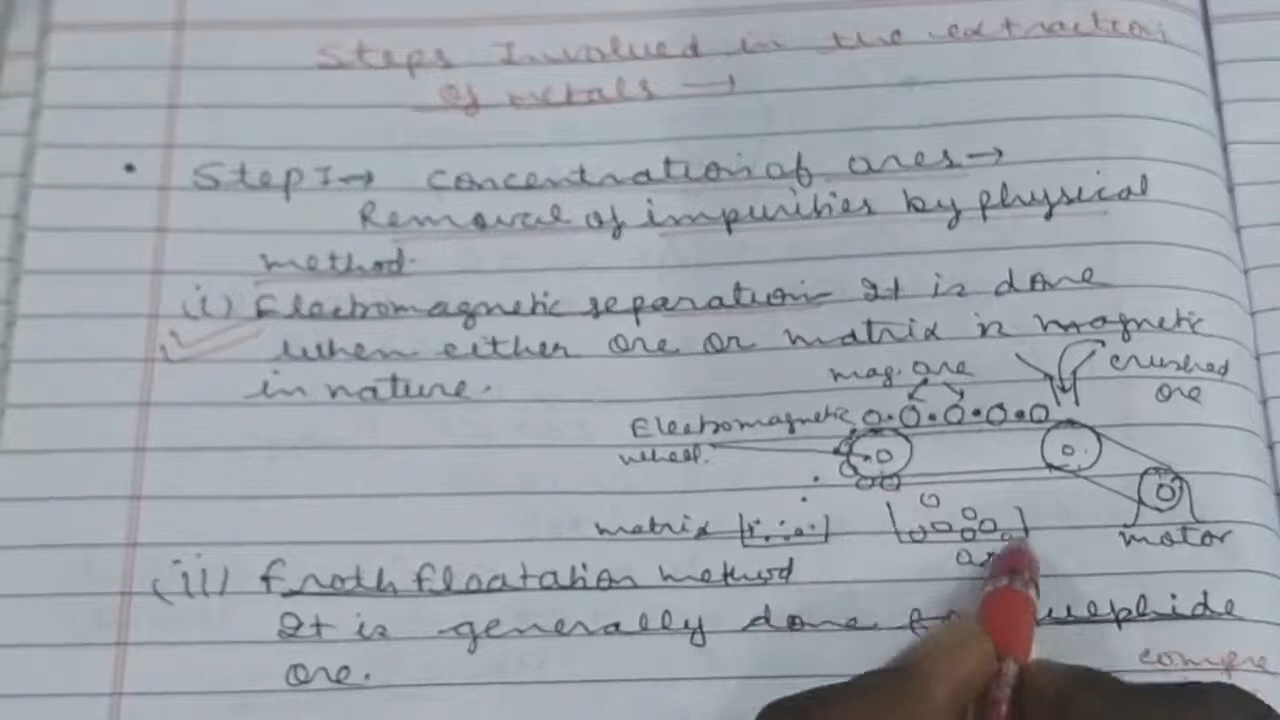 Steps Involved in the extraction
of metals →
• Step I → concentration of ores →
Removal of impurities by physical
method.
(i) Electromagnetic separation- It is done
when either ore or matrix is magnetic
in nature.
mag. ore
crushed
ore
Electromagnetic
wheel.
matrix
motor
(ii) froth floatation method
It is generally done sulphide
ore.